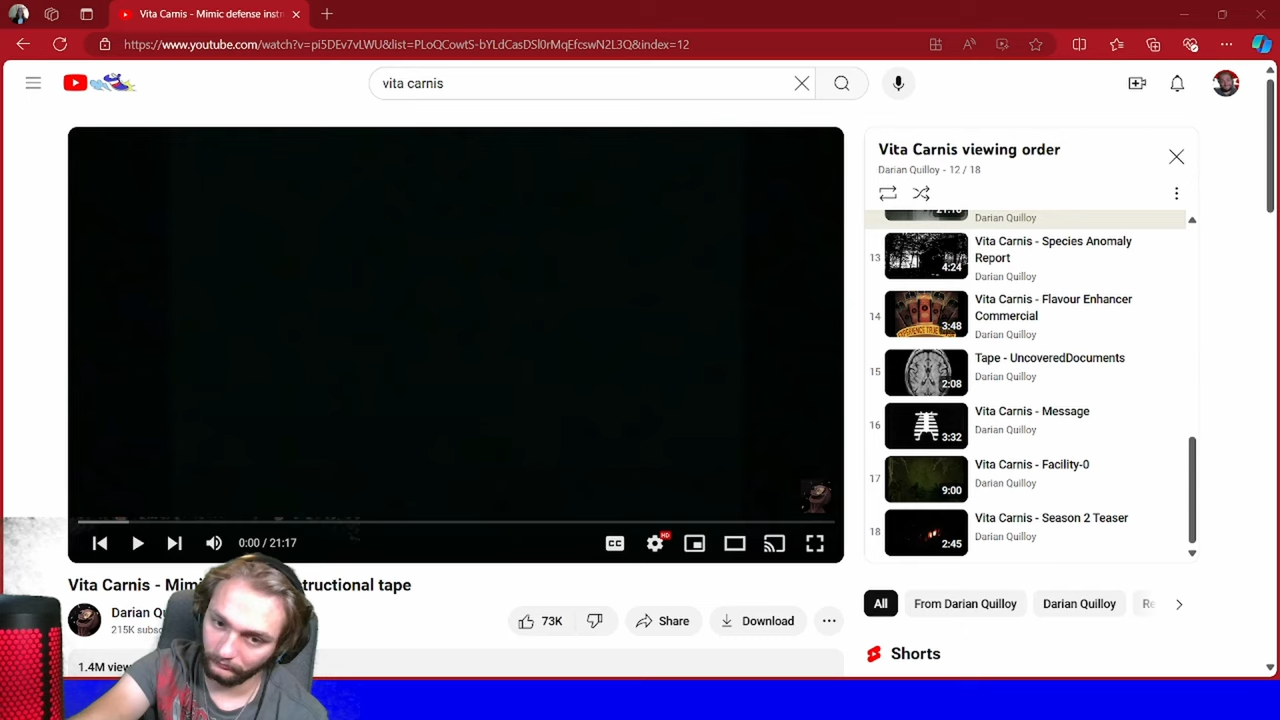 Vita Carnis - Mimic defense instr
https://www.youtube.com/watch?v=pi5DEv7vLWU&list=PLoQCowtS-bYLdCasDSl0rMqEfcswN2L3Q&index=12
vita carnis
Vita Carnis viewing order
Darian Quilloy - 12 / 18
Darian Quilloy
13
4:24
Vita Carnis - Species Anomaly
Report
Darian Quilloy
14
3:48
Vita Carnis - Flavour Enhancer
Commercial
Darian Quilloy
15
2:08
Tape - UncoveredDocuments
Darian Quilloy
16
3:32
Vita Carnis - Message
Darian Quilloy
17
9:00
Vita Carnis - Facility-0
Darian Quilloy
18
2:45
Vita Carnis - Season 2 Teaser
Darian Quilloy
0:00 / 21:17
CC
HD
Vita Carnis - Mimi
tructional tape
Darian Qu
215K subsc
73K
Share
Download
1.4M view
All
From Darian Quilloy
Darian Quilloy
Re
Shorts